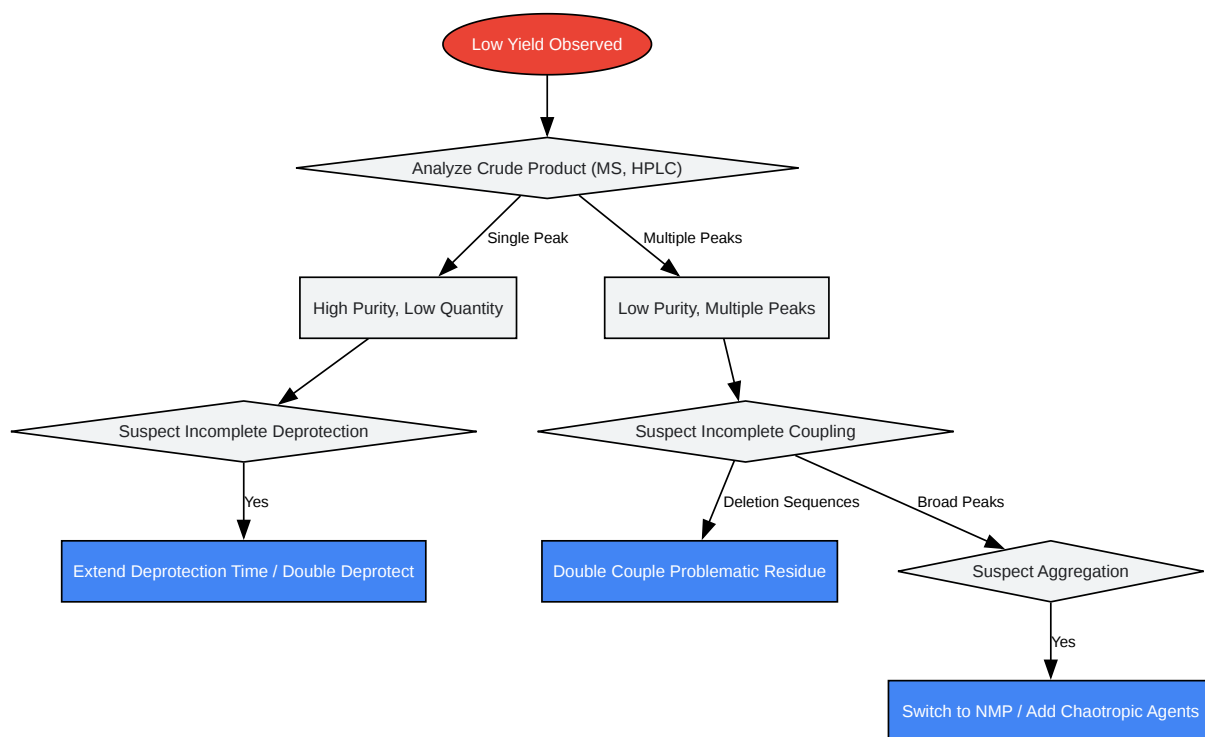 Low Yield Observed
Analyze Crude Product (MS, HPLC)
Single Peak
Multiple Peaks
High Purity, Low Quantity
Low Purity, Multiple Peaks
Suspect Incomplete Deprotection
Suspect Incomplete Coupling
Yes
Deletion Sequences
Broad Peaks
Extend Deprotection Time / Double Deprotect
Double Couple Problematic Residue
Suspect Aggregation
Yes
Switch to NMP / Add Chaotropic Agents